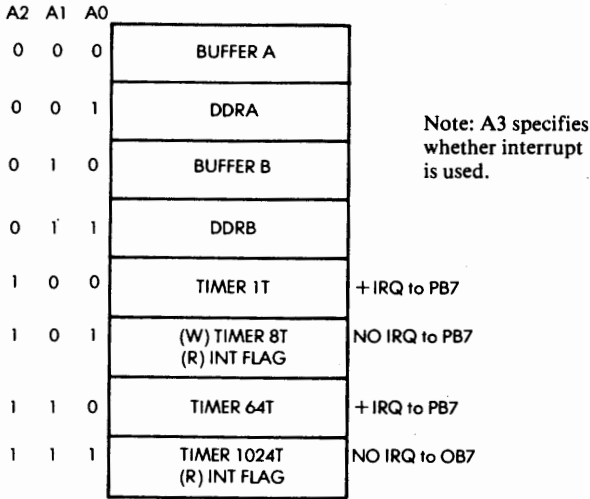 A2 A1 A0
0 0 0 BUFFER A
0 0 1 DDRA
Note: A3 specifies
whether interrupt
is used.
0 1 0 BUFFER B
0 1 1 DDRB
1 0 0 TIMER 1T +IRQ to PB7
1 0 1 (W) TIMER 8T NO IRQ to PB7
(R) INT FLAG
1 1 0 TIMER 64T +IRQ to PB7
1 1 1 TIMER 1024T NO IRQ to OB7
(R) INT FLAG